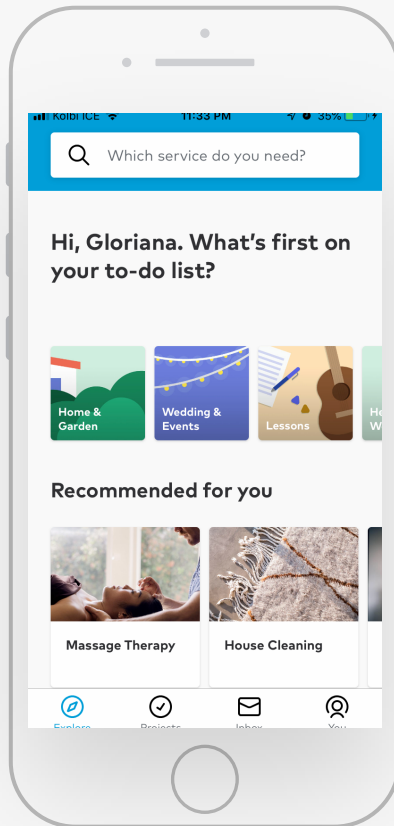 Kolbi ICE 11:33 PM 35%
Which service do you need?
Hi, Gloriana. What's first on
your to-do list?
Home &
Garden
Wedding &
Events
Lessons
Recommended for you
Massage Therapy
House Cleaning
Explore
Projects
Inbox
You